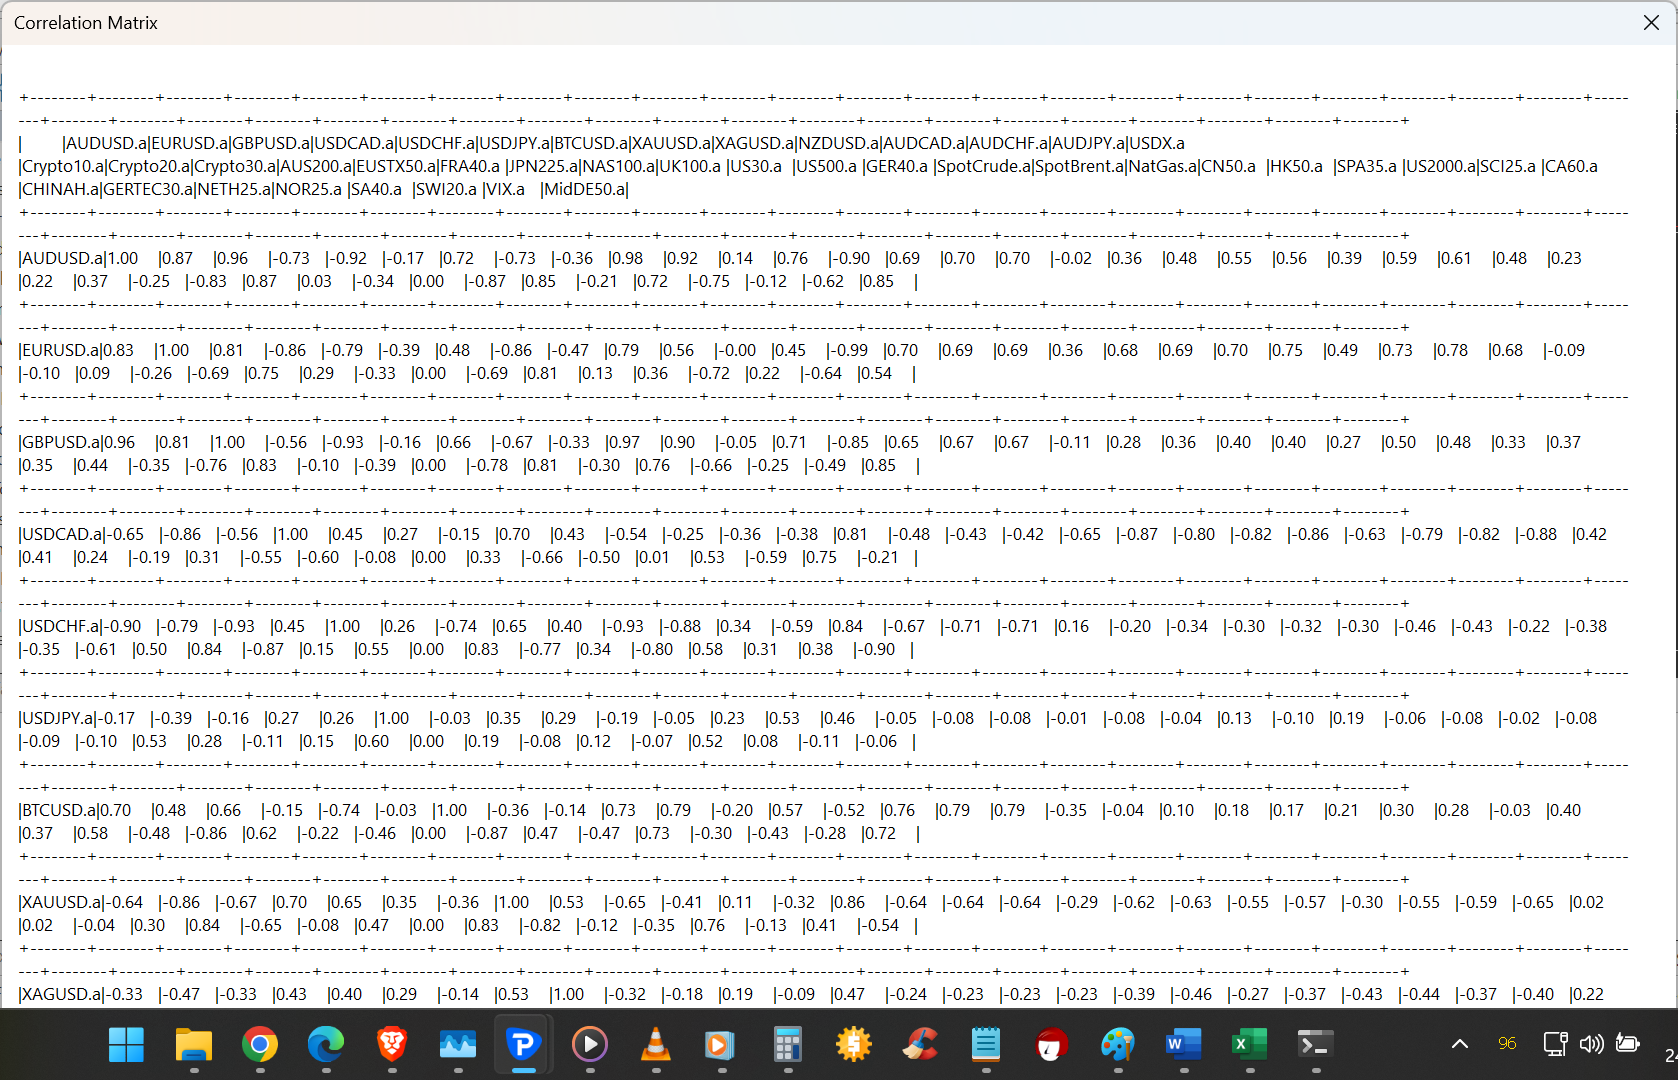 Correlation Matrix
+--------+--------+--------+--------+--------+--------+--------+--------+--------+--------+--------+--------+--------+--------+--------+--------+--------+--------+--------+--------+--------+--------+--------+-----
---+--------+--------+--------+--------+--------+--------+--------+--------+--------+--------+--------+--------+--------+--------+--------+--------+--------+--------+--------+--------+
|        |AUDUSD.a|EURUSD.a|GBPUSD.a|USDCAD.a|USDCHF.a|USDJPY.a|BTCUSD.a|XAUUSD.a|XAGUSD.a|NZDUSD.a|AUDCAD.a|AUDCHF.a|AUDJPY.a|USDX.a
|Crypto10.a|Crypto20.a|Crypto30.a|AUS200.a|EUSTX50.a|FRA40.a |JPN225.a|NAS100.a|UK100.a |US30.a  |US500.a |GER40.a |SpotCrude.a|SpotBrent.a|NatGas.a|CN50.a  |HK50.a  |SPA35.a |US2000.a|SCI25.a |CA60.a
|CHINAH.a|GERTEC30.a|NETH25.a|NOR25.a |SA40.a  |SWI20.a |VIX.a   |MidDE50.a|
+--------+--------+--------+--------+--------+--------+--------+--------+--------+--------+--------+--------+--------+--------+--------+--------+--------+--------+--------+--------+--------+--------+--------+-----
---+--------+--------+--------+--------+--------+--------+--------+--------+--------+--------+--------+--------+--------+--------+--------+--------+--------+--------+--------+--------+
|AUDUSD.a|1.00    |0.87    |0.96    |-0.73   |-0.92   |-0.17   |0.72    |-0.73   |-0.36   |0.98    |0.92    |0.14    |0.76    |-0.90   |0.69    |0.70    |0.70    |-0.02   |0.36    |0.48    |0.55    |0.56    |0.39    |0.59    |0.61    |0.48    |0.23
|0.22    |0.37    |-0.25   |-0.83   |0.87    |0.03    |-0.34   |0.00    |-0.87   |0.85    |-0.21   |0.72    |-0.75   |-0.12   |-0.62   |0.85    |
+--------+--------+--------+--------+--------+--------+--------+--------+--------+--------+--------+--------+--------+--------+--------+--------+--------+--------+--------+--------+--------+--------+--------+-----
---+--------+--------+--------+--------+--------+--------+--------+--------+--------+--------+--------+--------+--------+--------+--------+--------+--------+--------+--------+--------+
|EURUSD.a|0.83    |1.00    |0.81    |-0.86   |-0.79   |-0.39   |0.48    |-0.86   |-0.47   |0.79    |0.56    |-0.00   |0.45    |-0.99   |0.70    |0.69    |0.69    |0.36    |0.68    |0.69    |0.70    |0.75    |0.49    |0.73    |0.78    |0.68    |-0.09
|-0.10   |0.09    |-0.26   |-0.69   |0.75    |0.29    |-0.33   |0.00    |-0.69   |0.81    |0.13    |0.36    |-0.72   |0.22    |-0.64   |0.54    |
+--------+--------+--------+--------+--------+--------+--------+--------+--------+--------+--------+--------+--------+--------+--------+--------+--------+--------+--------+--------+--------+--------+--------+-----
---+--------+--------+--------+--------+--------+--------+--------+--------+--------+--------+--------+--------+--------+--------+--------+--------+--------+--------+--------+--------+
|GBPUSD.a|0.96    |0.81    |1.00    |-0.56   |-0.93   |-0.16   |0.66    |-0.67   |-0.33   |0.97    |0.90    |-0.05   |0.71    |-0.85   |0.65    |0.67    |0.67    |-0.11   |0.28    |0.36    |0.40    |0.40    |0.27    |0.50    |0.48    |0.33    |0.37
|0.35    |0.44    |-0.35   |-0.76   |0.83    |-0.10   |-0.39   |0.00    |-0.78   |0.81    |-0.30   |0.76    |-0.66   |-0.25   |-0.49   |0.85    |
+--------+--------+--------+--------+--------+--------+--------+--------+--------+--------+--------+--------+--------+--------+--------+--------+--------+--------+--------+--------+--------+--------+--------+-----
---+--------+--------+--------+--------+--------+--------+--------+--------+--------+--------+--------+--------+--------+--------+--------+--------+--------+--------+--------+--------+
|USDCAD.a|-0.65   |-0.86   |-0.56   |1.00    |0.45    |0.27    |-0.15   |0.70    |0.43    |-0.54   |-0.25   |-0.36   |-0.38   |0.81    |-0.48   |-0.43   |-0.42   |-0.65   |-0.87   |-0.80   |-0.82   |-0.86   |-0.63   |-0.79   |-0.82   |-0.88   |0.42
|0.41    |0.24    |-0.19   |0.31    |-0.55   |-0.60   |-0.08   |0.00    |0.33    |-0.66   |-0.50   |0.01    |0.53    |-0.59   |0.75    |-0.21   |
+--------+--------+--------+--------+--------+--------+--------+--------+--------+--------+--------+--------+--------+--------+--------+--------+--------+--------+--------+--------+--------+--------+--------+-----
---+--------+--------+--------+--------+--------+--------+--------+--------+--------+--------+--------+--------+--------+--------+--------+--------+--------+--------+--------+--------+
|USDCHF.a|-0.90   |-0.79   |-0.93   |0.45    |1.00    |0.26    |-0.74   |0.65    |0.40    |-0.93   |-0.88   |0.34    |-0.59   |0.84    |-0.67   |-0.71   |-0.71   |0.16    |-0.20   |-0.34   |-0.30   |-0.32   |-0.30   |-0.46   |-0.43   |-0.22   |-0.38
|-0.35   |-0.61   |0.50    |0.84    |-0.87   |0.15    |0.55    |0.00    |0.83    |-0.77   |0.34    |-0.80   |0.58    |0.31    |0.38    |-0.90   |
+--------+--------+--------+--------+--------+--------+--------+--------+--------+--------+--------+--------+--------+--------+--------+--------+--------+--------+--------+--------+--------+--------+--------+-----
---+--------+--------+--------+--------+--------+--------+--------+--------+--------+--------+--------+--------+--------+--------+--------+--------+--------+--------+--------+--------+
|USDJPY.a|-0.17   |-0.39   |-0.16   |0.27    |0.26    |1.00    |-0.03   |0.35    |0.29    |-0.19   |-0.05   |0.23    |0.53    |0.46    |-0.05   |-0.08   |-0.08   |-0.01   |-0.08   |-0.04   |0.13    |-0.10   |0.19    |-0.06   |-0.08   |-0.02   |-0.08
|-0.09   |-0.10   |0.53    |0.28    |-0.11   |0.15    |0.60    |0.00    |0.19    |-0.08   |0.12    |-0.07   |0.52    |0.08    |-0.11   |-0.06   |
+--------+--------+--------+--------+--------+--------+--------+--------+--------+--------+--------+--------+--------+--------+--------+--------+--------+--------+--------+--------+--------+--------+--------+-----
---+--------+--------+--------+--------+--------+--------+--------+--------+--------+--------+--------+--------+--------+--------+--------+--------+--------+--------+--------+--------+
|BTCUSD.a|0.70    |0.48    |0.66    |-0.15   |-0.74   |-0.03   |1.00    |-0.36   |-0.14   |0.73    |0.79    |-0.20   |0.57    |-0.52   |0.76    |0.79    |0.79    |-0.35   |-0.04   |0.10    |0.18    |0.17    |0.21    |0.30    |0.28    |-0.03   |0.40
|0.37    |0.58    |-0.48   |-0.86   |0.62    |-0.22   |-0.46   |0.00    |-0.87   |0.47    |-0.47   |0.73    |-0.30   |-0.43   |-0.28   |0.72    |
+--------+--------+--------+--------+--------+--------+--------+--------+--------+--------+--------+--------+--------+--------+--------+--------+--------+--------+--------+--------+--------+--------+--------+-----
---+--------+--------+--------+--------+--------+--------+--------+--------+--------+--------+--------+--------+--------+--------+--------+--------+--------+--------+--------+--------+
|XAUUSD.a|-0.64   |-0.86   |-0.67   |0.70    |0.65    |0.35    |-0.36   |1.00    |0.53    |-0.65   |-0.41   |0.11    |-0.32   |0.86    |-0.64   |-0.64   |-0.64   |-0.29   |-0.62   |-0.63   |-0.55   |-0.57   |-0.30   |-0.55   |-0.59   |-0.65   |0.02
|0.02    |-0.04   |0.30    |0.84    |-0.65   |-0.08   |0.47    |0.00    |0.83    |-0.82   |-0.12   |-0.35   |0.76    |-0.13   |0.41    |-0.54   |
+--------+--------+--------+--------+--------+--------+--------+--------+--------+--------+--------+--------+--------+--------+--------+--------+--------+--------+--------+--------+--------+--------+--------+-----
---+--------+--------+--------+--------+--------+--------+--------+--------+--------+--------+--------+--------+--------+--------+--------+--------+--------+--------+--------+--------+
|XAGUSD.a|-0.33   |-0.47   |-0.33   |0.43    |0.40    |0.29    |-0.14   |0.53    |1.00    |-0.32   |-0.18   |0.19    |-0.09   |0.47    |-0.24   |-0.23   |-0.23   |-0.23   |-0.39   |-0.46   |-0.27   |-0.37   |-0.43   |-0.44   |-0.37   |-0.40   |0.22
96